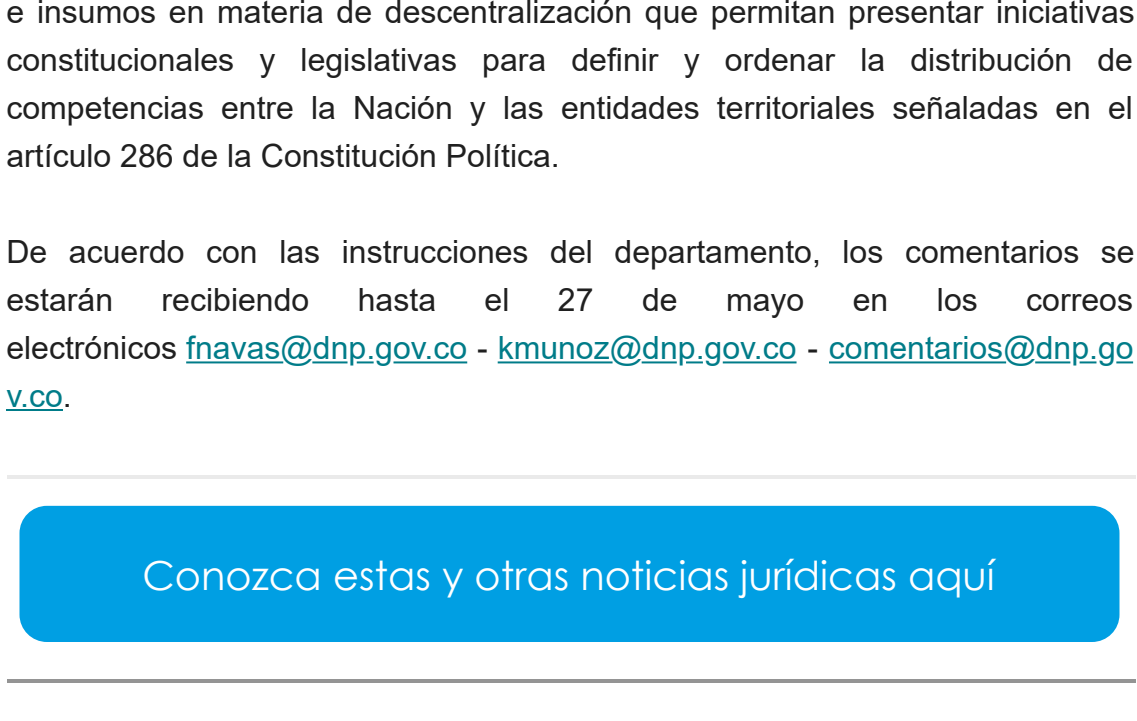 e insumos en materia de descentralización que permitan presentar iniciativas
constitucionales y legislativas para definir y ordenar la distribución de
competencias entre la Nación y las entidades territoriales señaladas en el
artículo 286 de la Constitución Política.
De acuerdo con las instrucciones del departamento, los comentarios se
estarán recibiendo hasta el 27 de mayo en los correos
electrónicos fnavas@dnp.gov.co - kmunoz@dnp.gov.co - comentarios@dnp.go
v.co.
Conozca estas y otras noticias jurídicas aquí